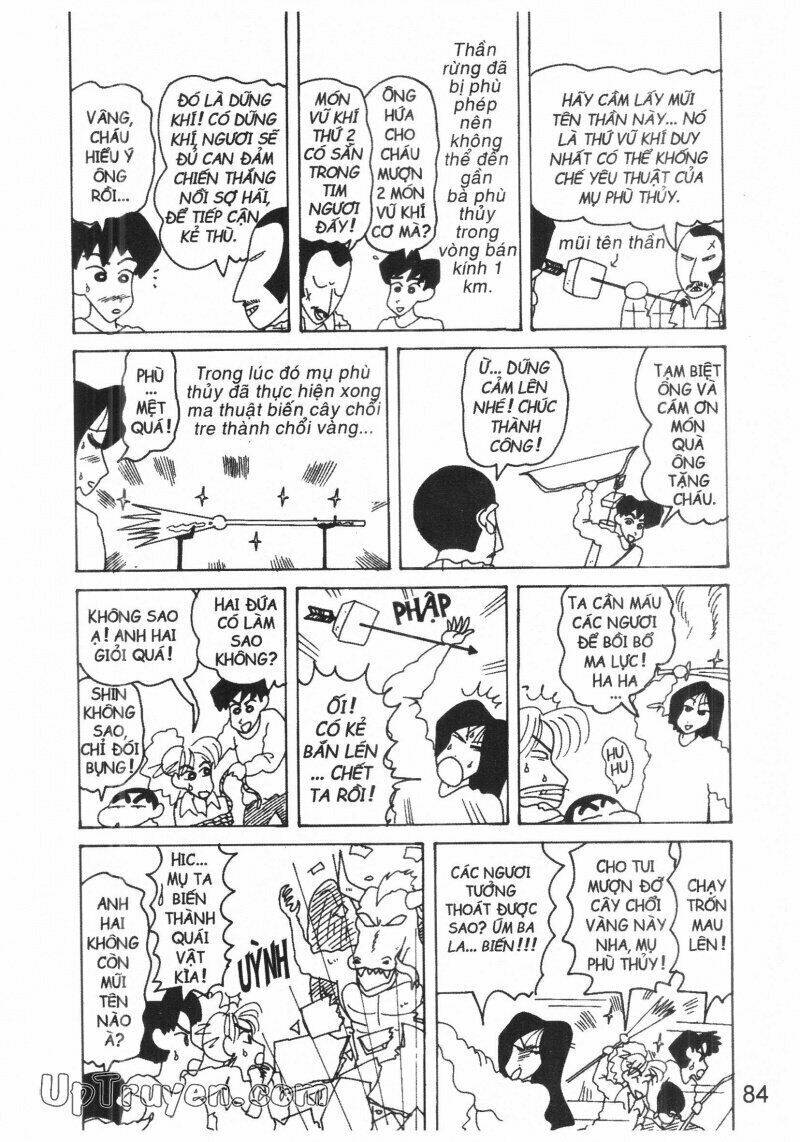 HÃY CẦM LẤY MŨI
TÊN THẦN NÀY... NÓ
LÀ THỨ VŨ KHÍ DUY
NHẤT CÓ THỂ KHỐNG
CHẾ YÊU THUẬT CỦA
MỤ PHÙ THỦY.
mũi tên thần
Thần
rừng đã
bị phù
phép
nên
không
thể đến
gần
bà phù
thủy
trong
vòng bán
kính 1
km.
ÔNG
HỨA
CHO
CHÁU
MƯỢN
2 MÓN
VŨ KHÍ
CƠ MÀ?
MÓN
VŨ KHÍ
THỨ 2
CÓ SẴN
TRONG
TIM
NGƯƠI
ĐẤY!
ĐÓ LÀ DŨNG
KHÍ! CÓ DŨNG
KHÍ, NGƯƠI SẼ
ĐỦ CAN ĐẢM
CHIẾN THẮNG
NỖI SỢ HÃI,
ĐỂ TIẾP CẬN
KẺ THÙ.
VÂNG,
CHÁU
HIỂU Ý
ÔNG
RỒI...
TẠM BIỆT
ÔNG VÀ
CÁM ƠN
MÓN
QUÀ
ÔNG
TẶNG
CHÁU.
Ừ... DŨNG
CẢM LÊN
NHÉ! CHÚC
THÀNH
CÔNG!
Trong lúc đó mụ phù
thủy đã thực hiện xong
ma thuật biến cây chổi
tre thành chổi vàng...
PHÙ
...
MỆT
QUÁ!
TA CẦN MÁU
CÁC NGƯƠI
ĐỂ BỒI BỔ
MA LỰC!
HA HA
...
HU
HU
PHẬP
ỐI!
CÓ KẺ
BẮN LÉN
... CHẾT
TA RỒI!
HAI ĐỨA
CÓ LÀM
SAO
KHÔNG?
KHÔNG SAO
Ạ! ANH HAI
GIỎI QUÁ!
SHIN
KHÔNG
SAO,
CHỈ ĐÓI
BỤNG!
CHẠY
TRỐN
MAU
LÊN!
CHO TUI
MƯỢN ĐỠ
CÂY CHỔI
VÀNG NÀY
NHA, MỤ
PHÙ THỦY!
CÁC NGƯƠI
TƯỞNG
THOÁT ĐƯỢC
SAO? ÚM BA
LA... BIẾN!!!
UỲNH
HIC...
MỤ TA
BIẾN
THÀNH
QUÁI
VẬT
KÌA!
ANH
HAI
KHÔNG
CÒN
MŨI
TÊN
NÀO
À?
UpTruyen.com
84